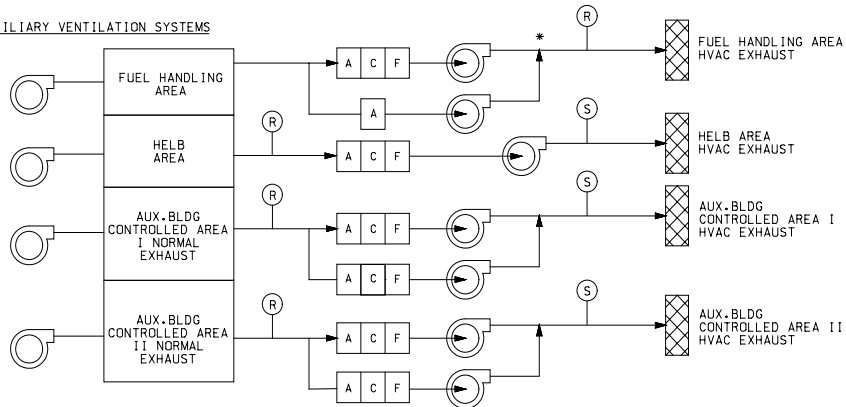 ILIARY VENTILATION SYSTEMS
FUEL HANDLING
AREA
A C F
*
R
FUEL HANDLING AREA
HVAC EXHAUST
A
HELB
AREA
R
A C F
S
HELB AREA
HVAC EXHAUST
AUX.BLDG
CONTROLLED AREA
I NORMAL
EXHAUST
R
A C F
A C F
S
AUX.BLDG
CONTROLLED AREA I
HVAC EXHAUST
AUX.BLDG
CONTROLLED AREA
II NORMAL
EXHAUST
R
A C F
A C F
S
AUX.BLDG
CONTROLLED AREA II
HVAC EXHAUST